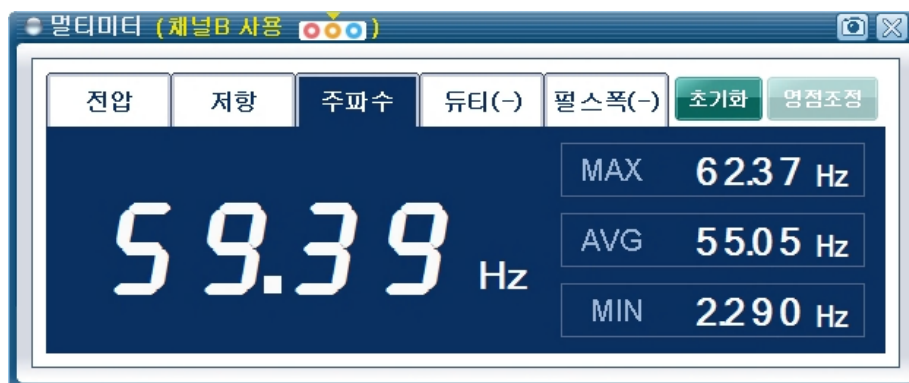 멀티미터 (채널B 사용 )
전압 저항 주파수 듀티(-) 펄스폭(-) 초기화 영점조정
59.39 Hz
MAX 62.37 Hz
AVG 55.05 Hz
MIN 2.290 Hz